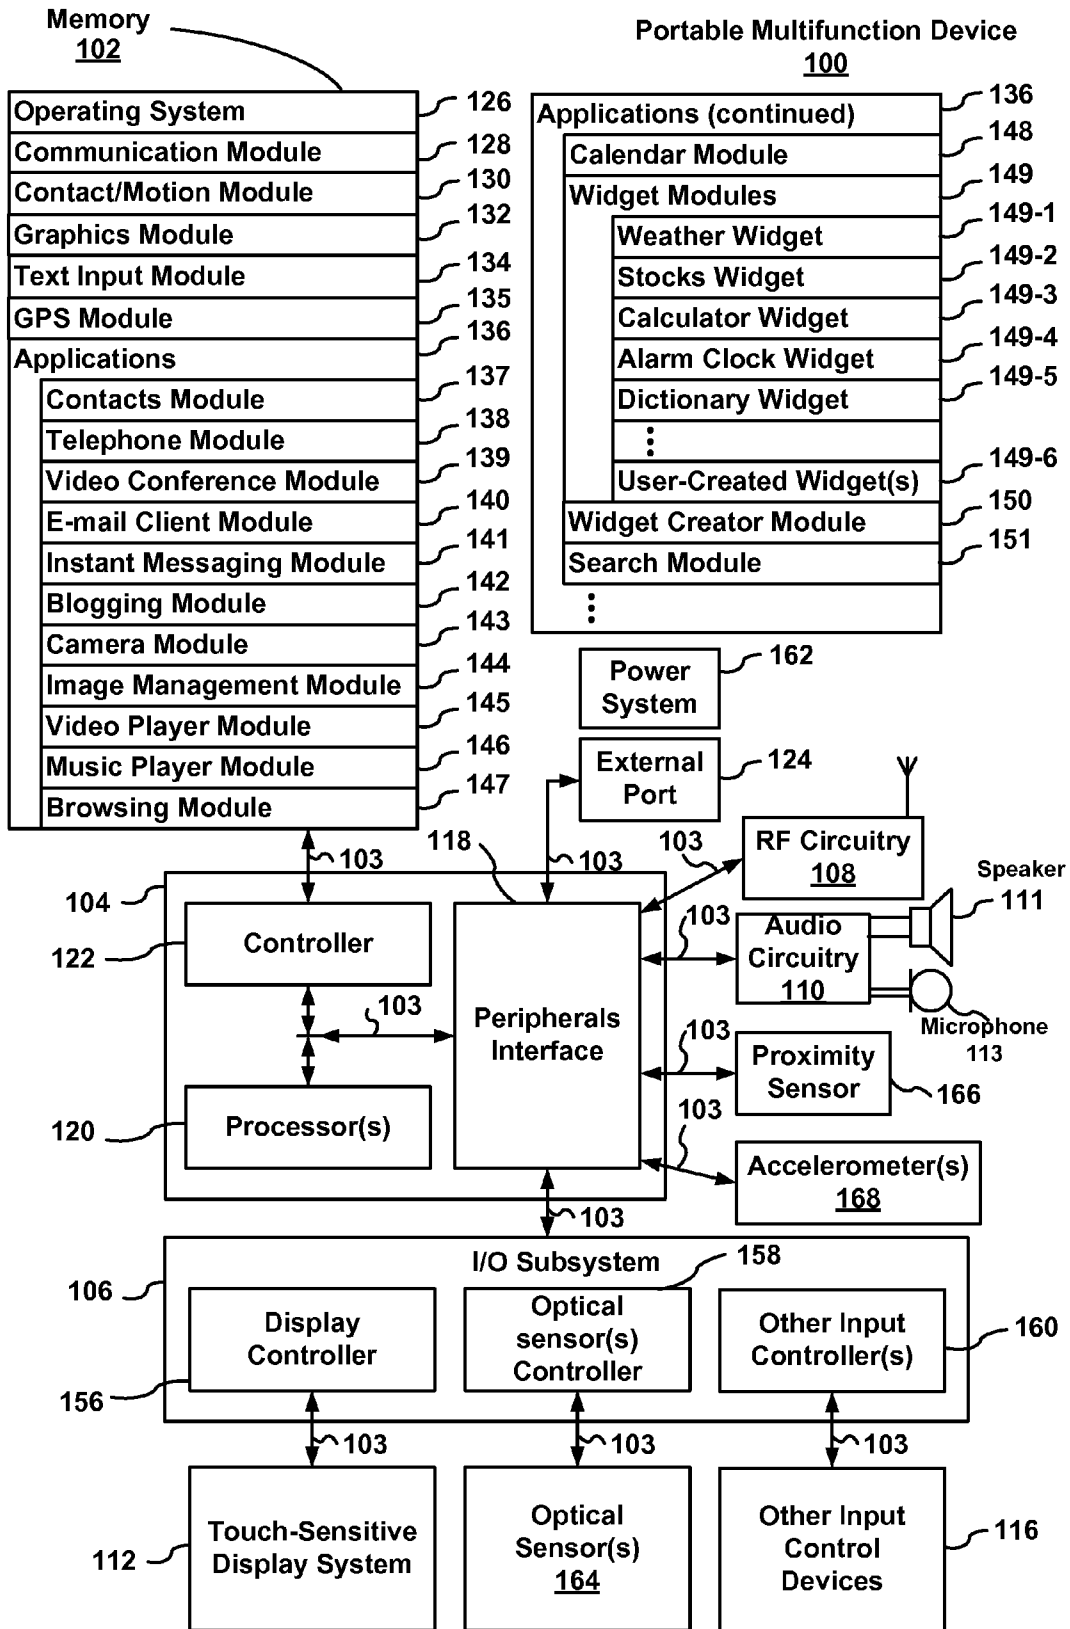 Memory
102
Operating System 126
Communication Module 128
Contact/Motion Module 130
Graphics Module 132
Text Input Module 134
GPS Module 135
Applications 136
Contacts Module 137
Telephone Module 138
Video Conference Module 139
E-mail Client Module 140
Instant Messaging Module 141
Blogging Module 142
Camera Module 143
Image Management Module 144
Video Player Module 145
Music Player Module 146
Browsing Module 147
Portable Multifunction Device
100
Applications (continued) 136
Calendar Module 148
Widget Modules 149
Weather Widget 149-1
Stocks Widget 149-2
Calculator Widget 149-3
Alarm Clock Widget 149-4
Dictionary Widget 149-5
⋮
User-Created Widget(s) 149-6
Widget Creator Module 150
Search Module 151
⋮
Power
System
162
External
Port
124
103
103
118
103
RF Circuitry
108
Speaker
111
104
Controller
122
103
Audio
Circuitry
110
Microphone
113
103
Peripherals
Interface
103
Proximity
Sensor
166
Processor(s)
120
103
Accelerometer(s)
168
103
I/O Subsystem
106
Display
Controller
156
158
Optical
sensor(s)
Controller
Other Input
Controller(s)
160
103
103
103
Touch-Sensitive
Display System
112
Optical
Sensor(s)
164
Other Input
Control
Devices
116